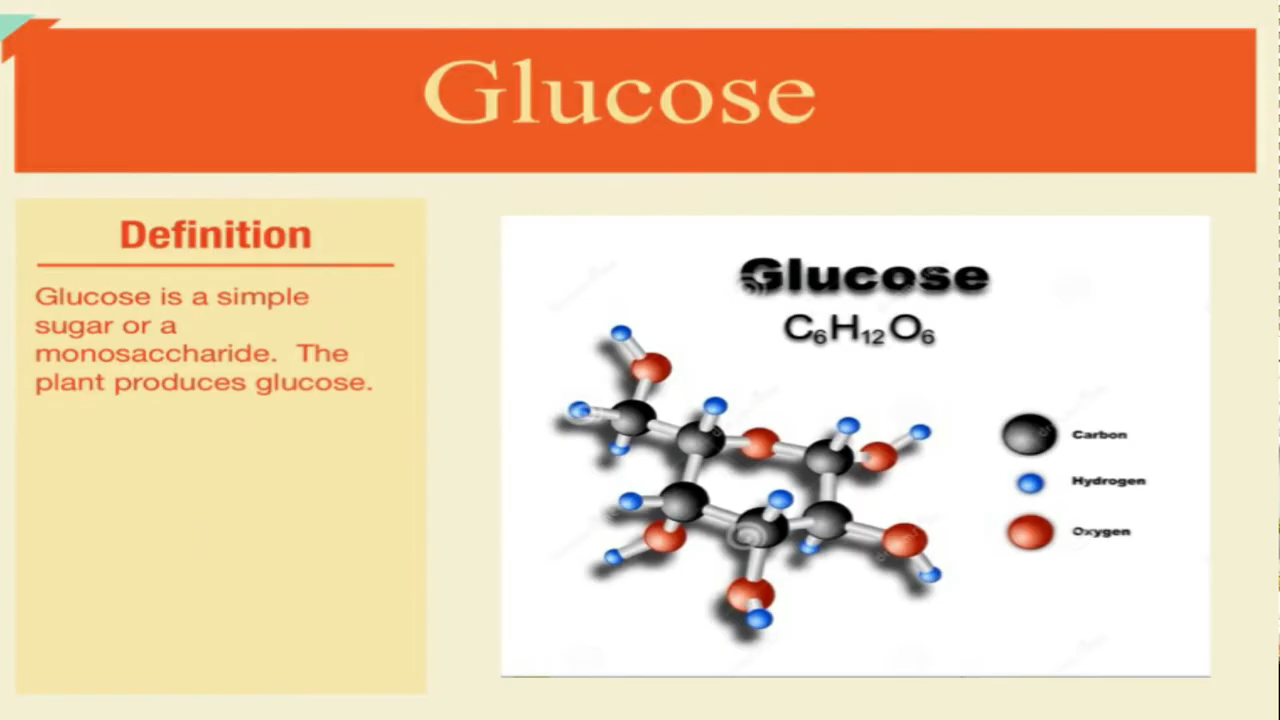 Glucose
Definition
Glucose is a simple
sugar or a
monosaccharide.  The
plant produces glucose.
Glucose
C₆H₁₂O₆
Carbon
Hydrogen
Oxygen